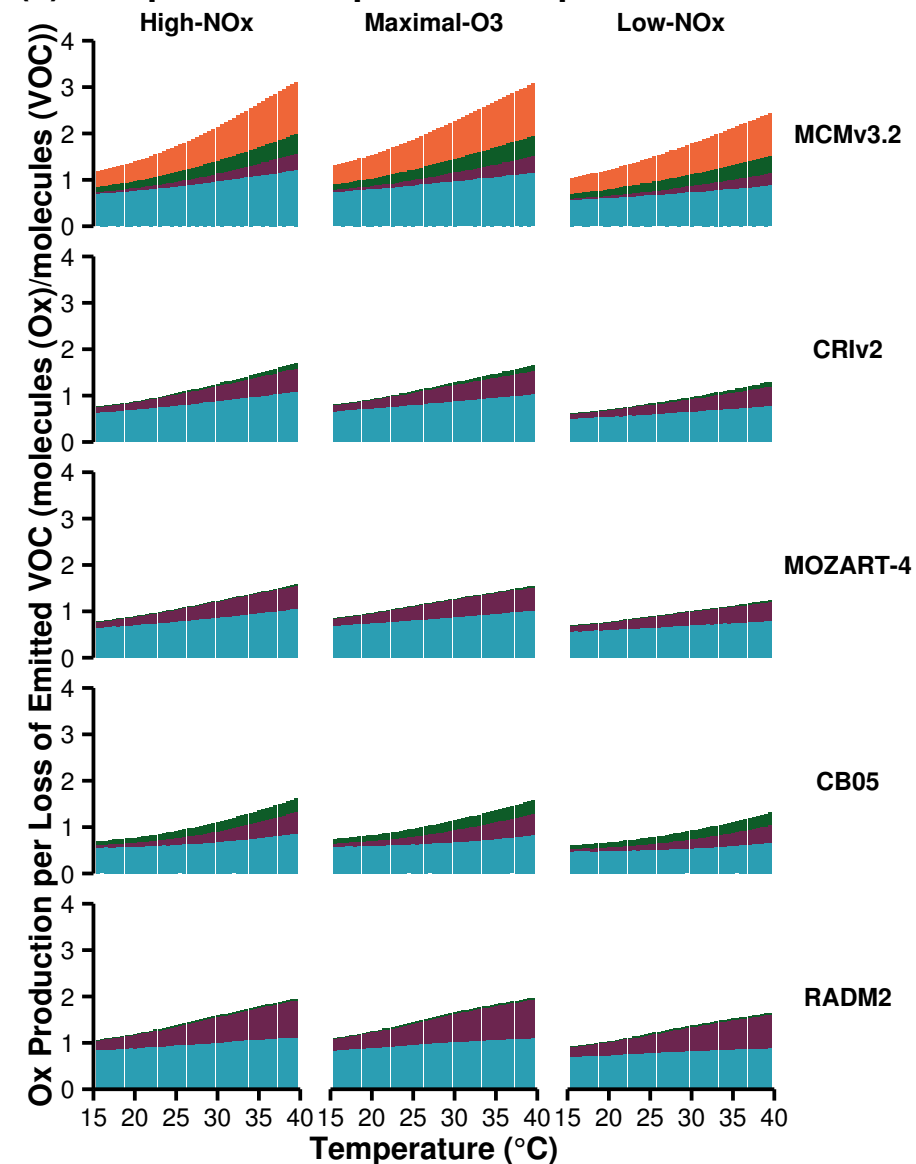 High-NOx Maximal-O3 Low-NOx
Ox Production per Loss of Emitted VOC (molecules (Ox)/molecules (VOC))
4
3
2
1
0
MCMv3.2
4
3
2
1
0
CRIv2
4
3
2
1
0
MOZART-4
4
3
2
1
0
CB05
4
3
2
1
0
RADM2
15 20 25 30 35 40 15 20 25 30 35 40 15 20 25 30 35 40
Temperature (°C)